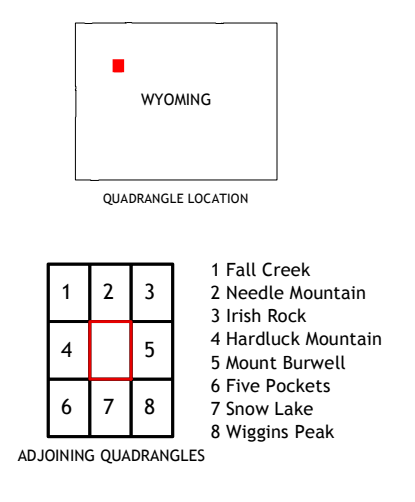 WYOMING
QUADRANGLE LOCATION
1 2 3
4 5
6 7 8
1 Fall Creek
2 Needle Mountain
3 Irish Rock
4 Hardluck Mountain
5 Mount Burwell
6 Five Pockets
7 Snow Lake
8 Wiggins Peak
ADJOINING QUADRANGLES